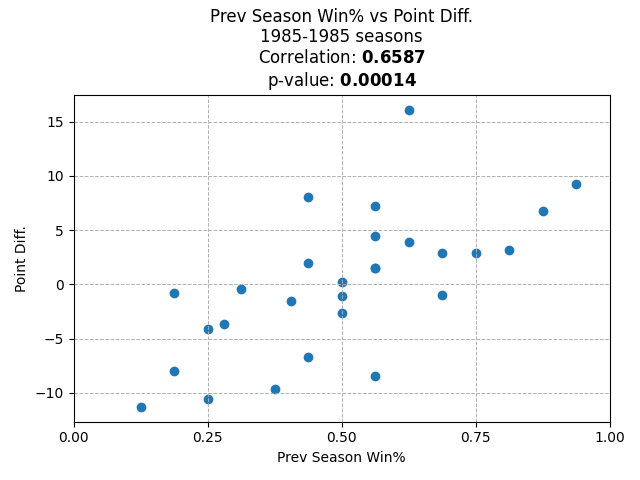 Prev Season Win% vs Point Diff.
1985-1985 seasons
Correlation: 0.6587
p-value: 0.00014
15
10
5
0
−5
−10
Point Diff.
0.00 0.25 0.50 0.75 1.00
Prev Season Win%